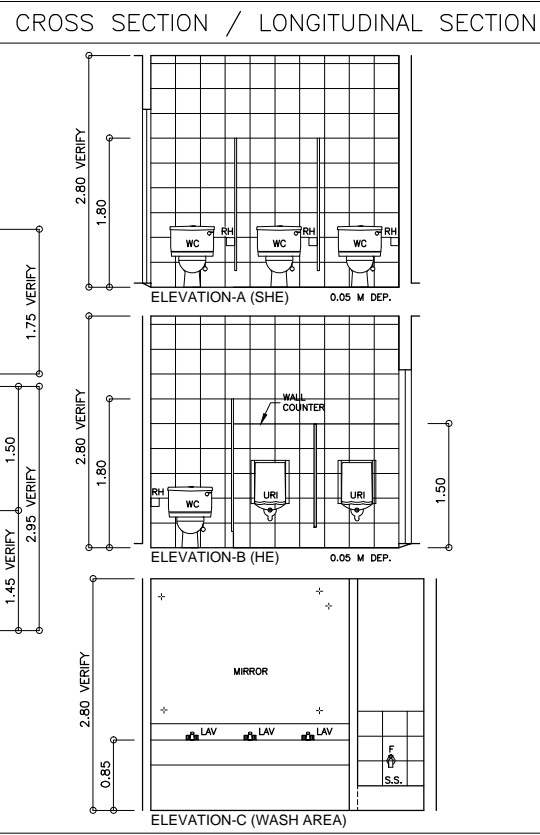 CROSS SECTION / LONGITUDINAL SECTION
2.80 VERIFY
1.80
RH
RH
RH
WC
WC
WC
ELEVATION-A (SHE)
0.05 M DEP.
1.75 VERIFY
2.80 VERIFY
1.80
WALL
COUNTER
RH
WC
URI
URI
1.50
ELEVATION-B (HE)
0.05 M DEP.
1.50
2.95 VERIFY
1.45 VERIFY
2.80 VERIFY
0.85
MIRROR
LAV
LAV
LAV
F
S.S.
ELEVATION-C (WASH AREA)